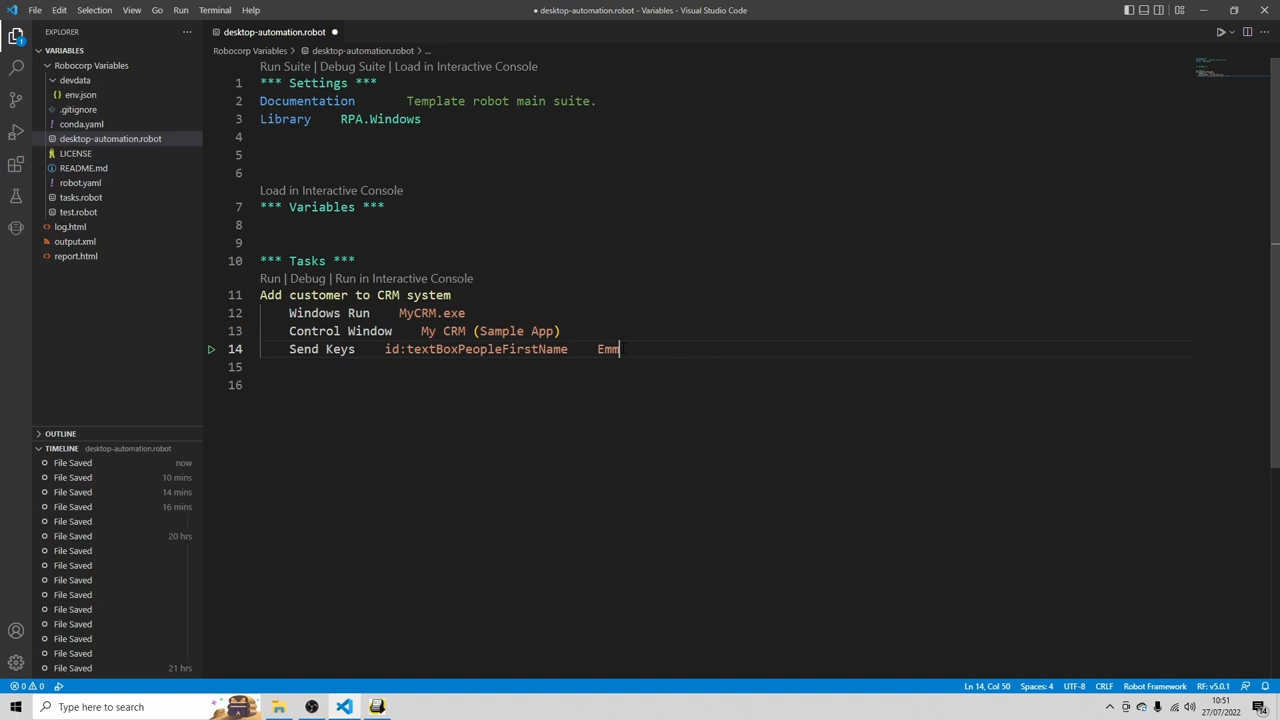 File Edit Selection View Go Run Terminal Help
● desktop-automation.robot - Variables - Visual Studio Code
EXPLORER
VARIABLES
Robocorp Variables
devdata
{} env.json
.gitignore
! conda.yaml
desktop-automation.robot
LICENSE
README.md
! robot.yaml
tasks.robot
test.robot
log.html
output.xml
report.html
OUTLINE
TIMELINE desktop-automation.robot
File Saved now
File Saved 10 mins
File Saved 14 mins
File Saved 16 mins
File Saved
File Saved 20 hrs
File Saved
File Saved
File Saved
File Saved
File Saved
File Saved
File Saved
File Saved
File Saved 21 hrs
desktop-automation.robot ●
Robocorp Variables > desktop-automation.robot > ...
Run Suite | Debug Suite | Load in Interactive Console
1 *** Settings ***
2 Documentation Template robot main suite.
3 Library RPA.Windows
4
5
6
Load in Interactive Console
7 *** Variables ***
8
9
10 *** Tasks ***
Run | Debug | Run in Interactive Console
11 Add customer to CRM system
12 Windows Run MyCRM.exe
13 Control Window My CRM (Sample App)
14 Send Keys id:textBoxPeopleFirstName Emm
15
16
0 0 Ln 14, Col 50 Spaces: 4 UTF-8 CRLF Robot Framework RF: v5.0.1
Type here to search
10:51
27/07/2022